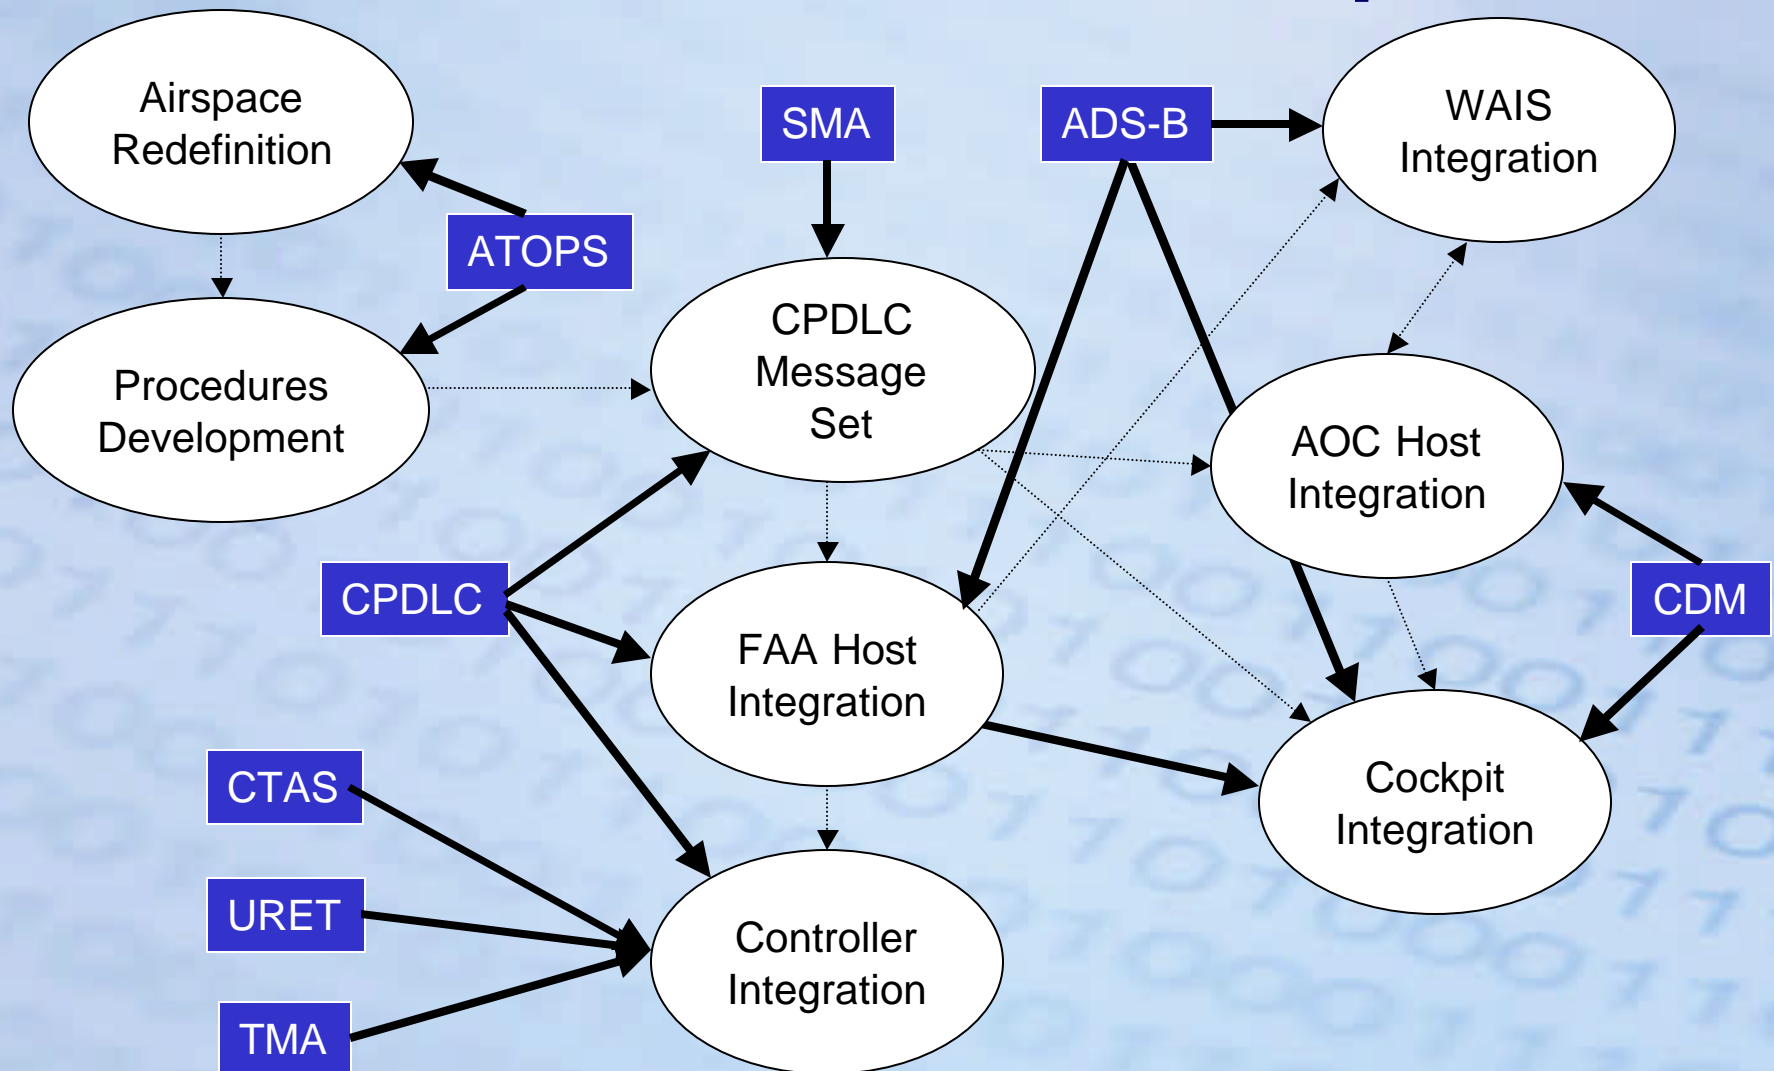 Airspace
Redefinition
SMA
ADS-B
WAIS
Integration
ATOPS
Procedures
Development
CPDLC
Message
Set
AOC Host
Integration
CPDLC
FAA Host
Integration
CDM
CTAS
Cockpit
Integration
URET
Controller
Integration
TMA